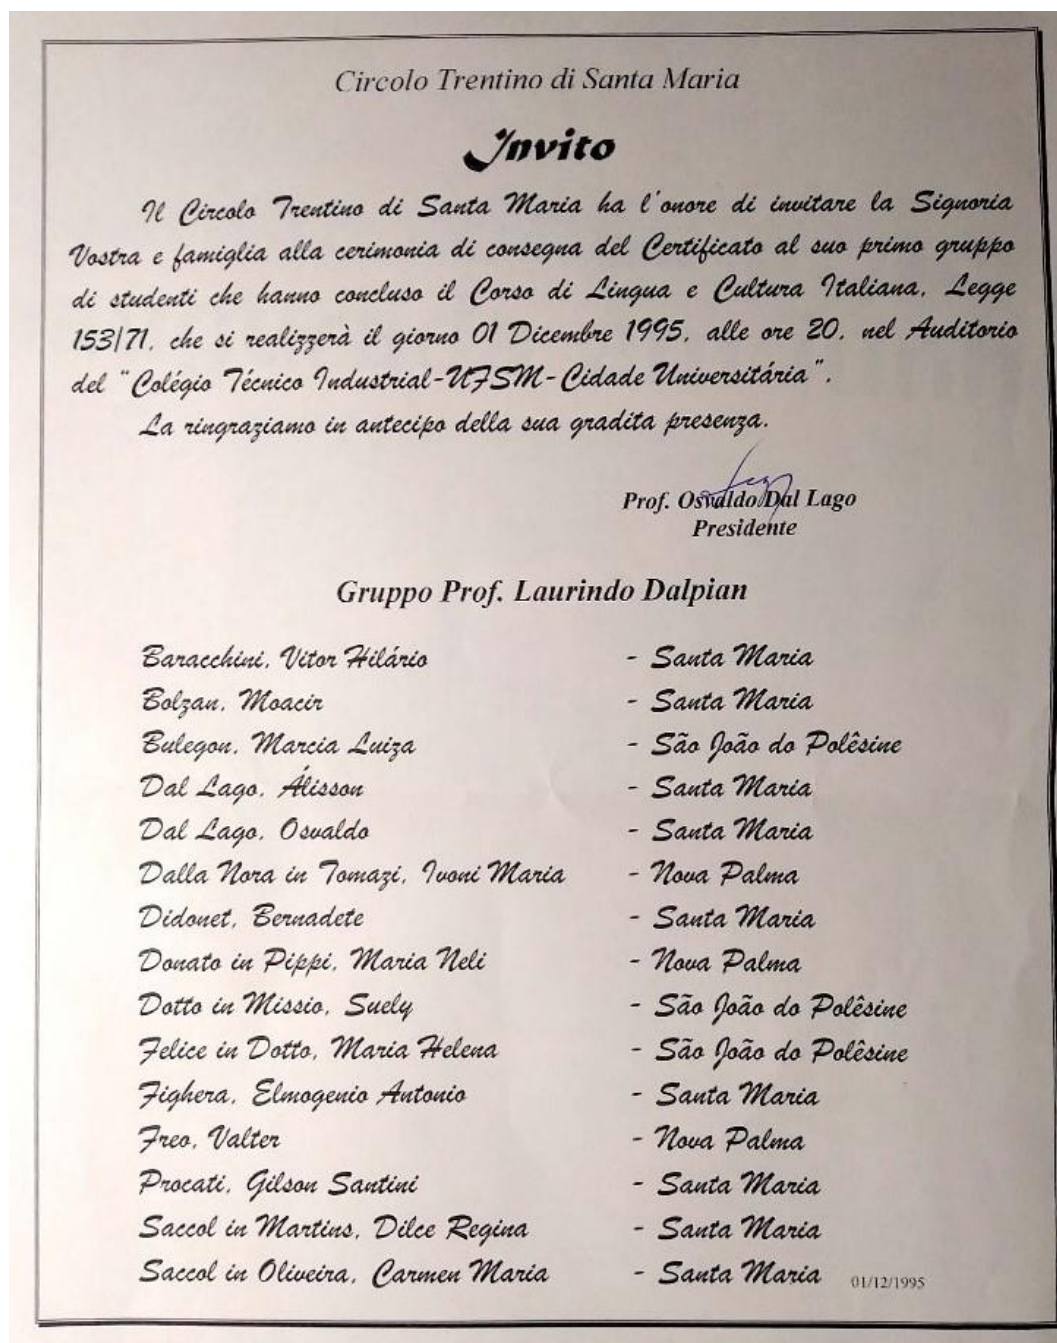 Circolo Trentino di Santa Maria
Invito
Il Circolo Trentino di Santa Maria ha l'onore di invitare la Signoria
Vostra e famiglia alla cerimonia di consegna del Certificato al suo primo gruppo
di studenti che hanno concluso il Corso di Lingua e Cultura Italiana, Legge
153/71, che si realizzerà il giorno 01 Dicembre 1995, alle ore 20, nel Auditorio
del "Colégio Técnico Industrial-UFSM-Cidade Universitária".
La ringraziamo in antecipo della sua gradita presenza.
Prof. Osvaldo Dal Lago
Presidente
Gruppo Prof. Laurindo Dalpian
Baracchini, Vitor Hilário - Santa Maria
Bolzan, Moacir - Santa Maria
Bulegon, Marcia Luiza - São João do Polêsine
Dal Lago, Álisson - Santa Maria
Dal Lago, Osvaldo - Santa Maria
Dalla Nora in Tomazi, Ivoni Maria - Nova Palma
Didonet, Bernadete - Santa Maria
Donato in Pippi, Maria Neli - Nova Palma
Dotto in Missio, Suely - São João do Polêsine
Felice in Dotto, Maria Helena - São João do Polêsine
Fighera, Elmogenio Antonio - Santa Maria
Freo, Valter - Nova Palma
Procati, Gilson Santini - Santa Maria
Saccol in Martins, Dilce Regina - Santa Maria
Saccol in Oliveira, Carmen Maria - Santa Maria 01/12/1995